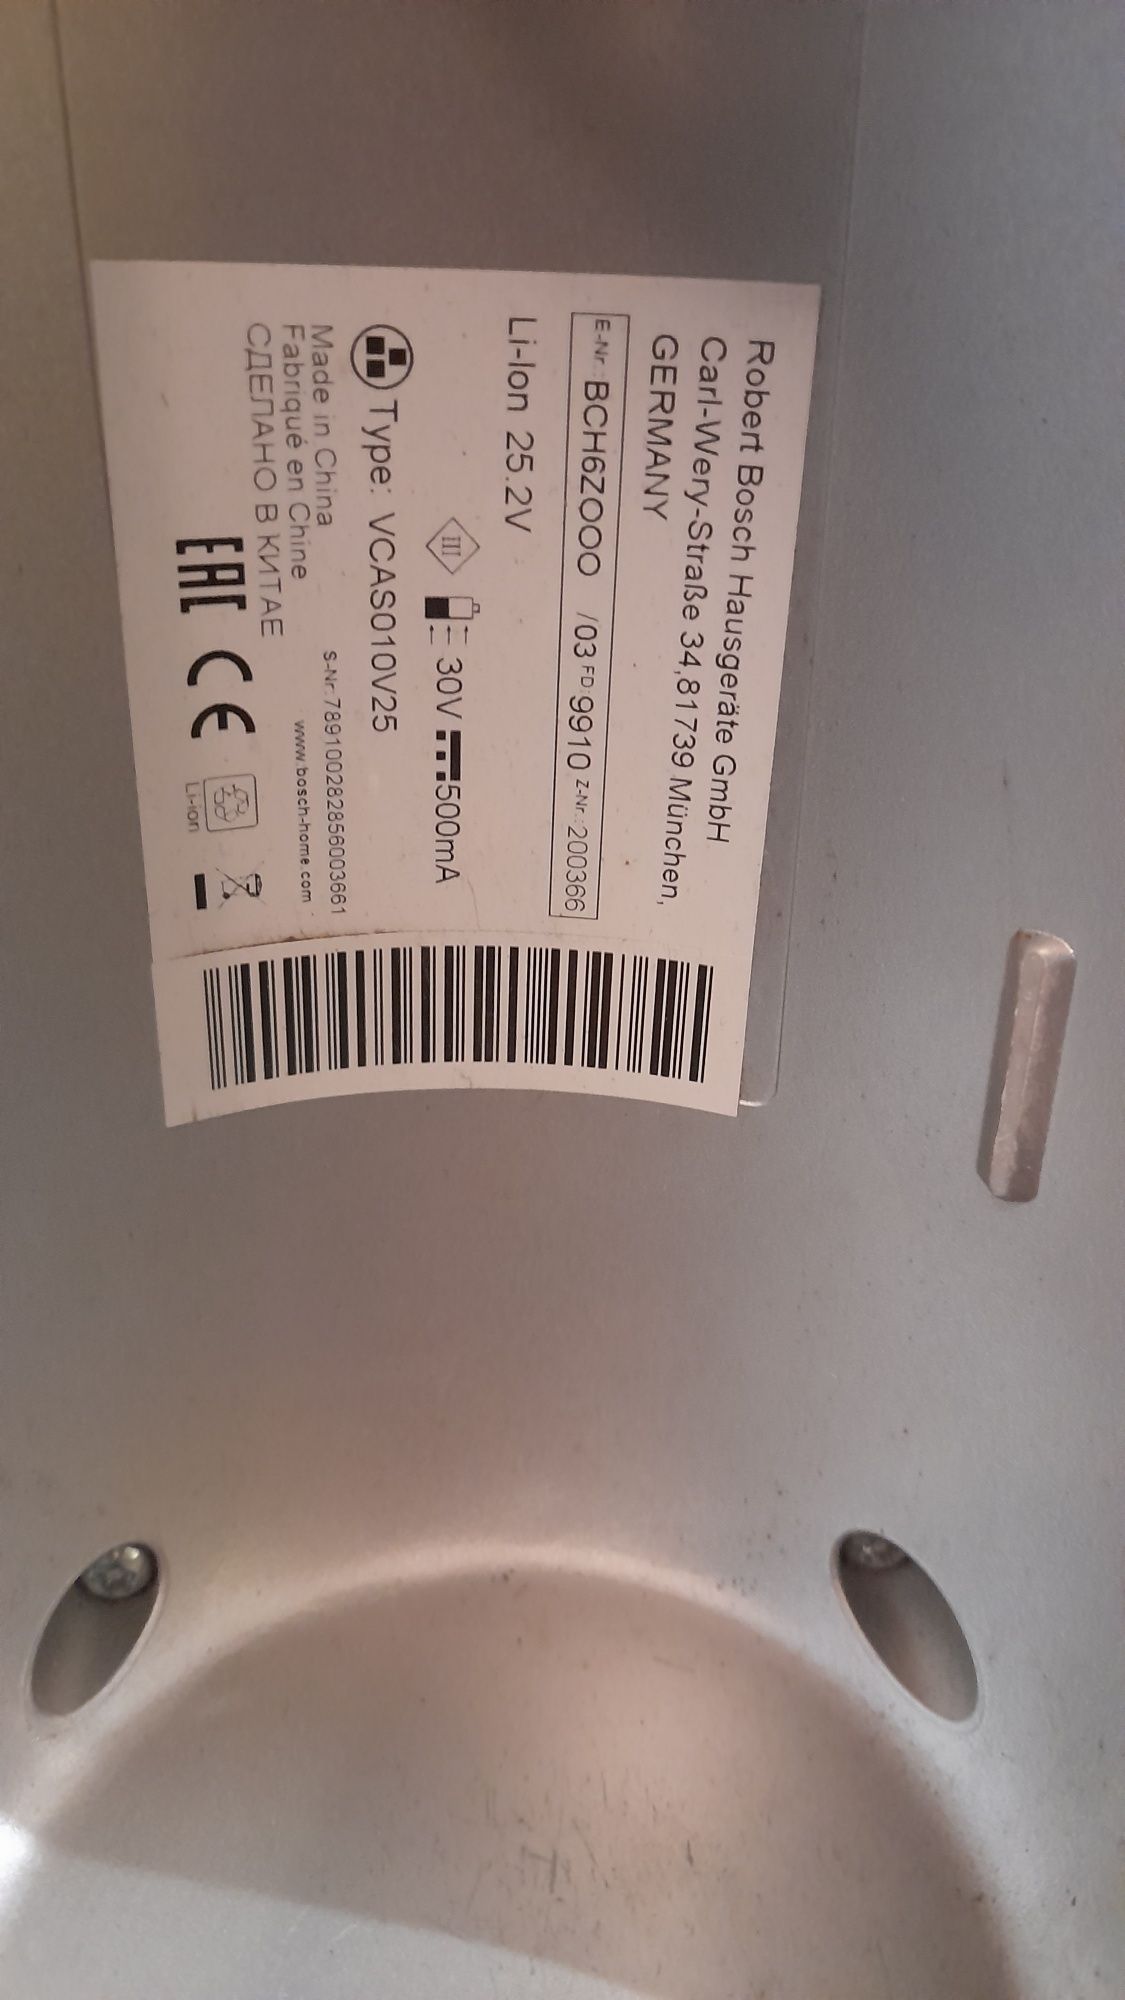 Robert Bosch Hausgeräte GmbH
Carl-Wery-Straße 34,81739 München,
GERMANY
E-Nr.: BCH6ZOOO /03 FD: 9910 Z-Nr.: 200366
Li-Ion 25.2V
III 30V 500mA
Type: VCAS010V25
Made in China
Fabriqué en Chine
СДЕЛАНО В КИТАЕ
S-Nr.:789100282856003661
www.bosch-home.com
EAC CE
Li-ion